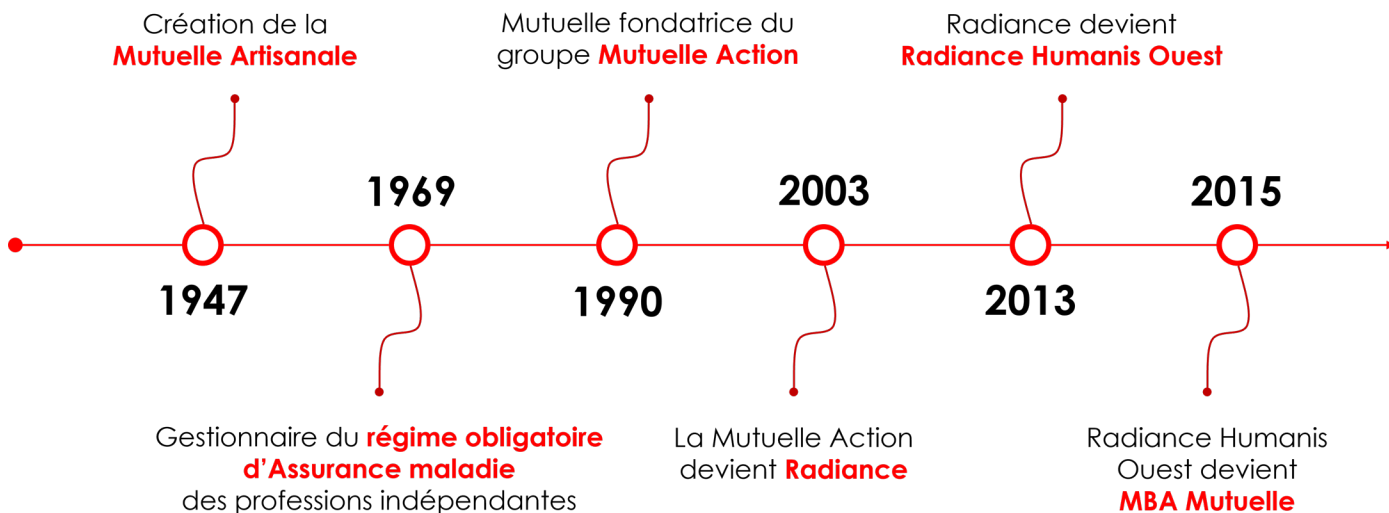 Création de la
Mutuelle Artisanale
Mutuelle fondatrice du
groupe Mutuelle Action
Radiance devient
Radiance Humanis Ouest
1969
2003
2015
1947
1990
2013
Gestionnaire du régime obligatoire
d'Assurance maladie
des professions indépendantes
La Mutuelle Action
devient Radiance
Radiance Humanis
Ouest devient
MBA Mutuelle